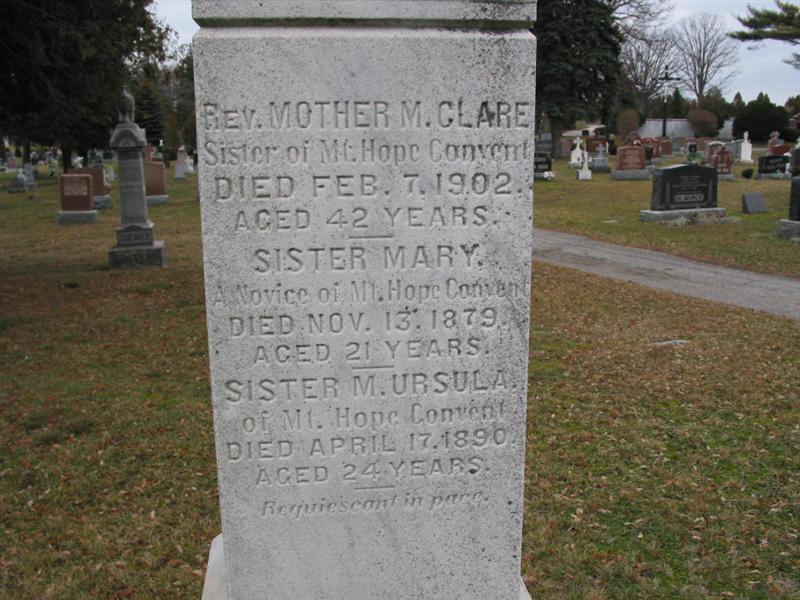 REV. MOTHER M. CLARE
Sister of Mt. Hope Convent
DIED FEB. 7. 1902.
AGED 42 YEARS.
SISTER MARY.
A Novice of Mt. Hope Convent
DIED NOV. 13. 1879.
AGED 21 YEARS.
SISTER M. URSULA.
of Mt. Hope Convent
DIED APRIL 17. 1890.
AGED 24 YEARS.
Requiescant in pace.